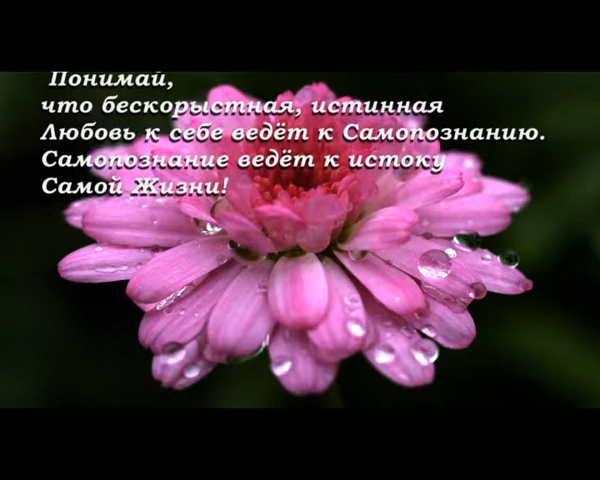 Понимай,
что бескорыстная, истинная
Любовь к себе ведёт к Самопознанию.
Самопознание ведёт к истоку
Самой Жизни!